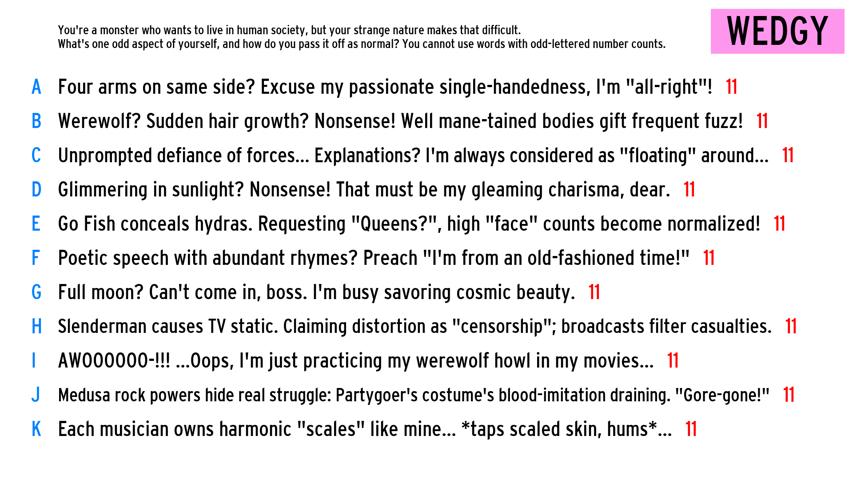 You're a monster who wants to live in human society, but your strange nature makes that difficult.
What's one odd aspect of yourself, and how do you pass it off as normal? You cannot use words with odd-lettered number counts.
WEDGY
A Four arms on same side? Excuse my passionate single-handedness, I'm "all-right"! 11
B Werewolf? Sudden hair growth? Nonsense! Well mane-tained bodies gift frequent fuzz! 11
C Unprompted defiance of forces... Explanations? I'm always considered as "floating" around... 11
D Glimmering in sunlight? Nonsense! That must be my gleaming charisma, dear. 11
E Go Fish conceals hydras. Requesting "Queens?", high "face" counts become normalized! 11
F Poetic speech with abundant rhymes? Preach "I'm from an old-fashioned time!" 11
G Full moon? Can't come in, boss. I'm busy savoring cosmic beauty. 11
H Slenderman causes TV static. Claiming distortion as "censorship"; broadcasts filter casualties. 11
I AWOOOOOO-!!! ...Oops, I'm just practicing my werewolf howl in my movies... 11
J Medusa rock powers hide real struggle: Partygoer's costume's blood-imitation draining. "Gore-gone!" 11
K Each musician owns harmonic "scales" like mine... *taps scaled skin, hums*... 11